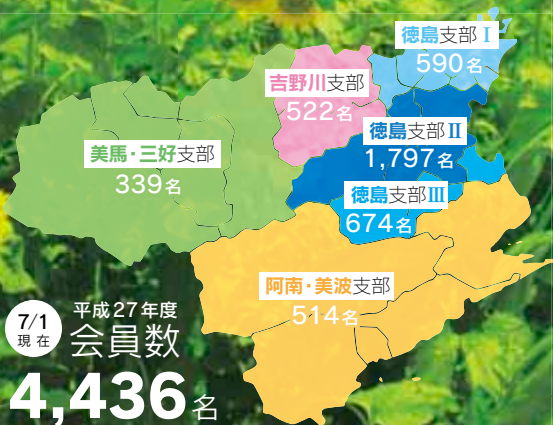 徳島支部Ⅰ
590名
吉野川支部
522名
徳島支部Ⅱ
1,797名
美馬・三好支部
339名
徳島支部Ⅲ
674名
阿南・美波支部
514名
7/1
現在
平成27年度
会員数
4,436名